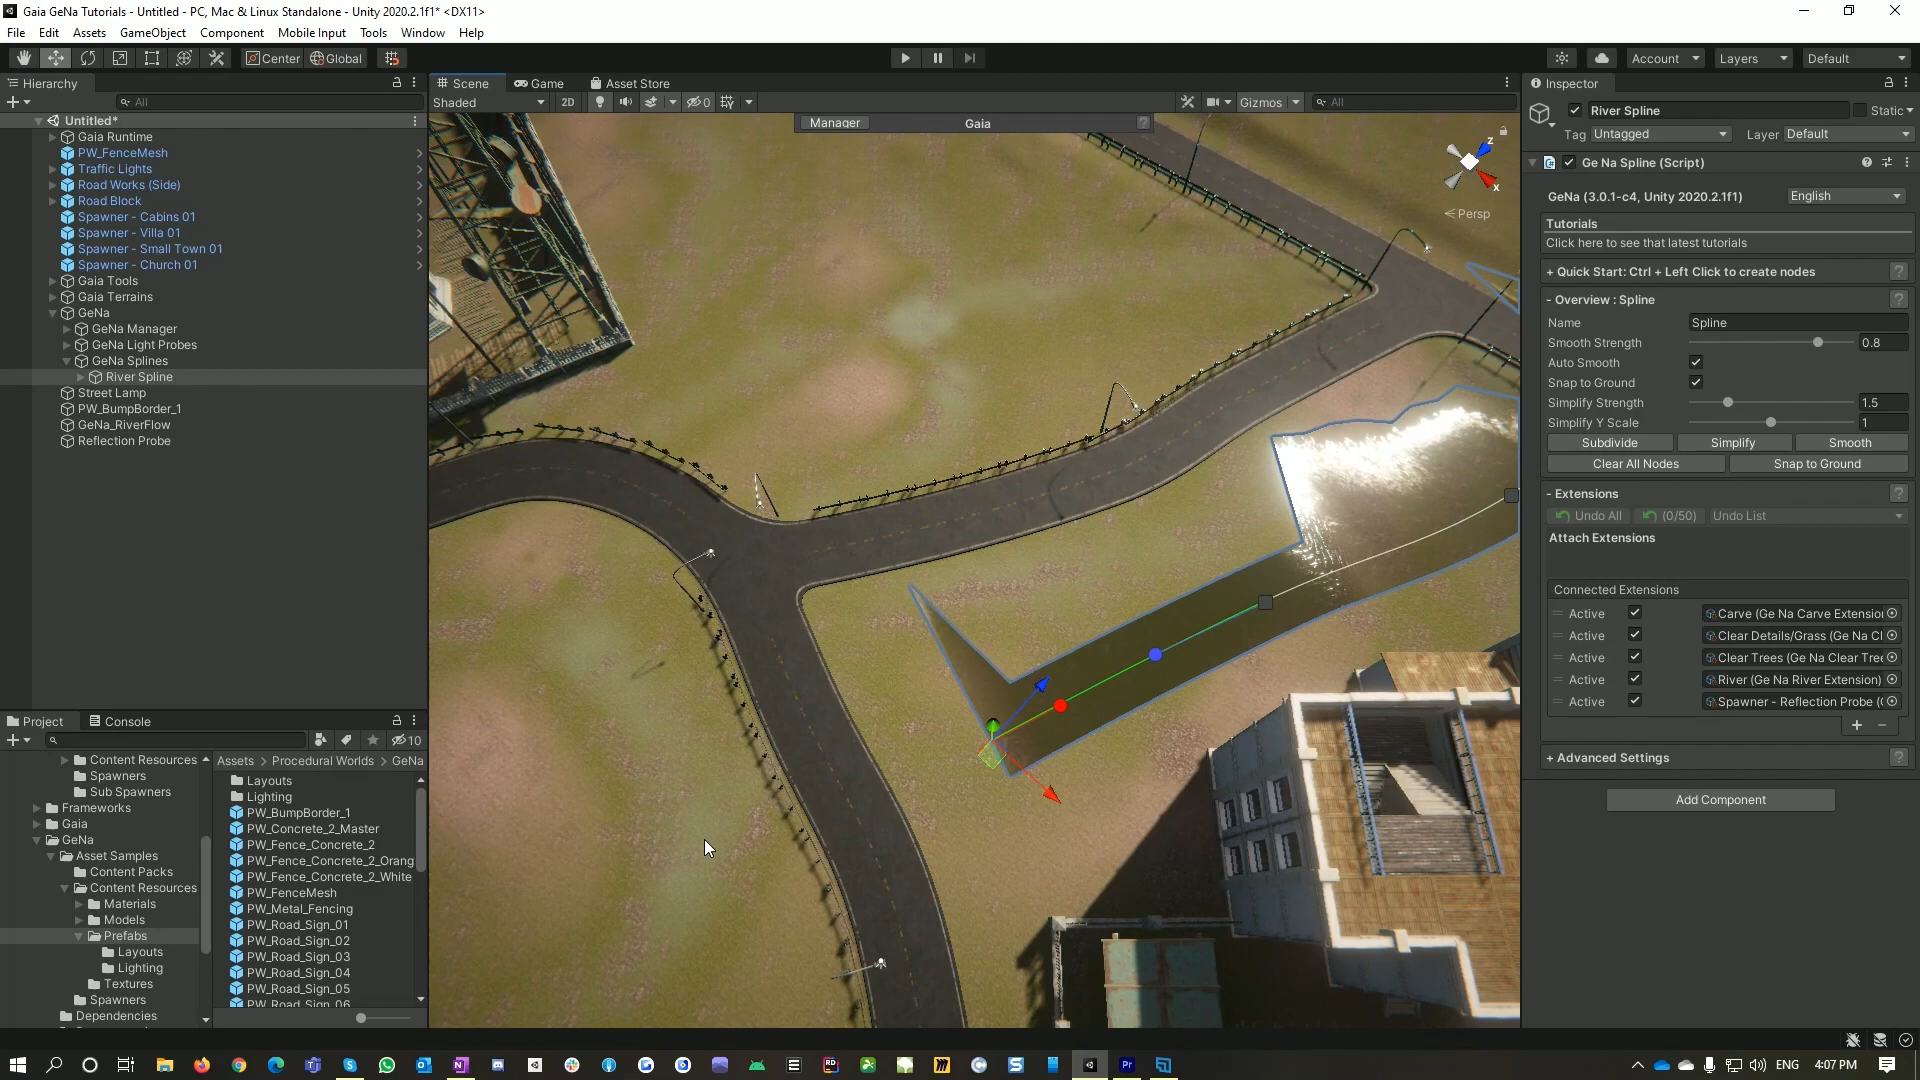 Gaia GeNa Tutorials - Untitled - PC, Mac & Linux Standalone - Unity 2020.2.1f1* <DX11>
File Edit Assets GameObject Component Mobile Input Tools Window Help
Center Global
Account Layers Default
Hierarchy
All
Untitled*
Gaia Runtime
PW_FenceMesh
Traffic Lights
Road Works (Side)
Road Block
Spawner - Cabins 01
Spawner - Villa 01
Spawner - Small Town 01
Spawner - Church 01
Gaia Tools
Gaia Terrains
GeNa
GeNa Manager
GeNa Light Probes
GeNa Splines
River Spline
Street Lamp
PW_BumpBorder_1
GeNa_RiverFlow
Reflection Probe
Scene Game Asset Store
Shaded 2D 0 Gizmos All
Manager Gaia
z
x
Persp
Project Console
10
Content Resources
Spawners
Sub Spawners
Frameworks
Gaia
GeNa
Asset Samples
Content Packs
Content Resources
Materials
Models
Prefabs
Layouts
Lighting
Textures
Spawners
Dependencies
Assets > Procedural Worlds > GeNa
Layouts
Lighting
PW_BumpBorder_1
PW_Concrete_2_Master
PW_Fence_Concrete_2
PW_Fence_Concrete_2_Orang
PW_Fence_Concrete_2_White
PW_FenceMesh
PW_Metal_Fencing
PW_Road_Sign_01
PW_Road_Sign_02
PW_Road_Sign_03
PW_Road_Sign_04
PW_Road_Sign_05
PW_Road_Sign_06
Inspector
River Spline Static
Tag Untagged Layer Default
Ge Na Spline (Script)
GeNa (3.0.1-c4, Unity 2020.2.1f1) English
Tutorials
Click here to see that latest tutorials
+ Quick Start: Ctrl + Left Click to create nodes ?
- Overview : Spline ?
Name Spline
Smooth Strength 0.8
Auto Smooth
Snap to Ground
Simplify Strength 1.5
Simplify Y Scale 1
Subdivide Simplify Smooth
Clear All Nodes Snap to Ground
- Extensions ?
Undo All (0/50) Undo List
Attach Extensions
Connected Extensions
Active Carve (Ge Na Carve Extension
Active Clear Details/Grass (Ge Na Cl
Active Clear Trees (Ge Na Clear Tree
Active River (Ge Na River Extension)
Active Spawner - Reflection Probe (G
+ Advanced Settings ?
Add Component
ENG 4:07 PM